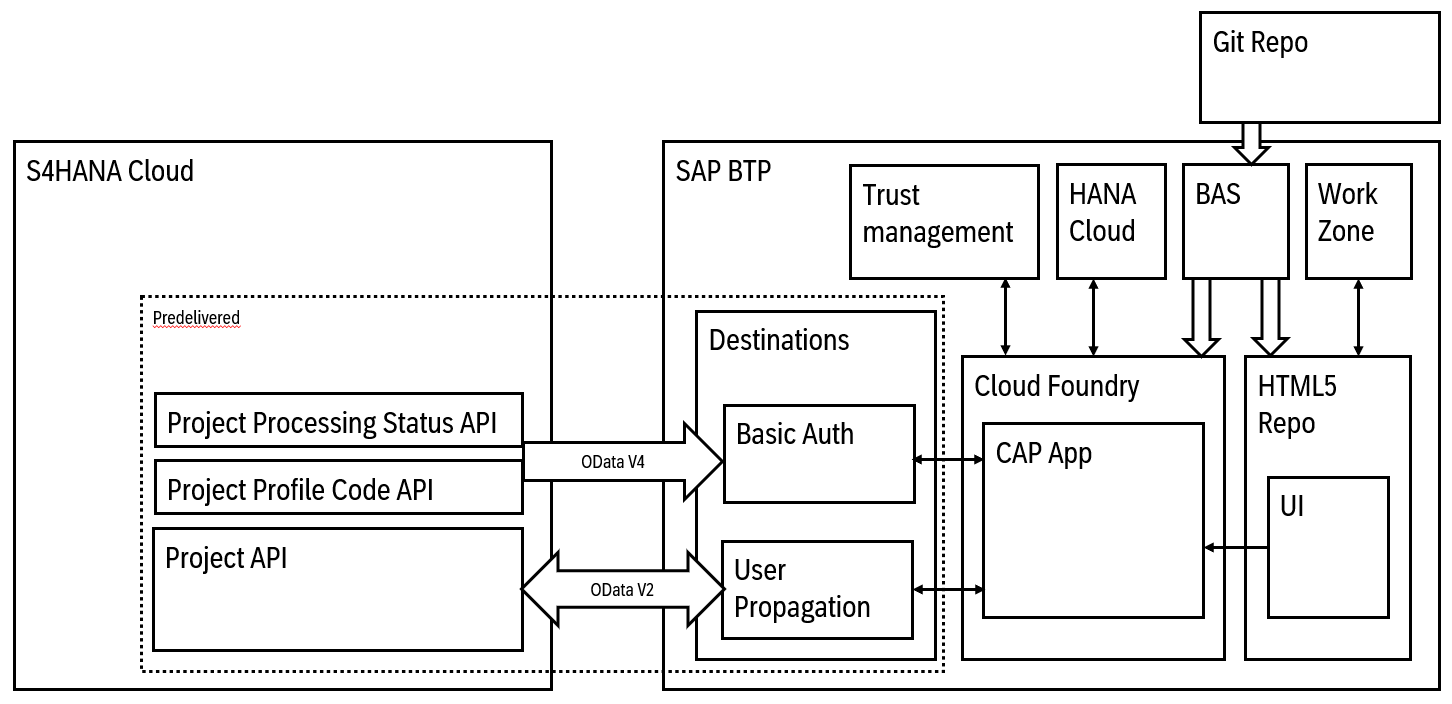 Git Repo
S4HANA Cloud
SAP BTP
Trust
management
HANA
Cloud
BAS
Work
Zone
Predelivered
Destinations
Project Processing Status API
Project Profile Code API
Project API
OData V4
OData V2
Basic Auth
User
Propagation
Cloud Foundry
CAP App
HTML5
Repo
UI